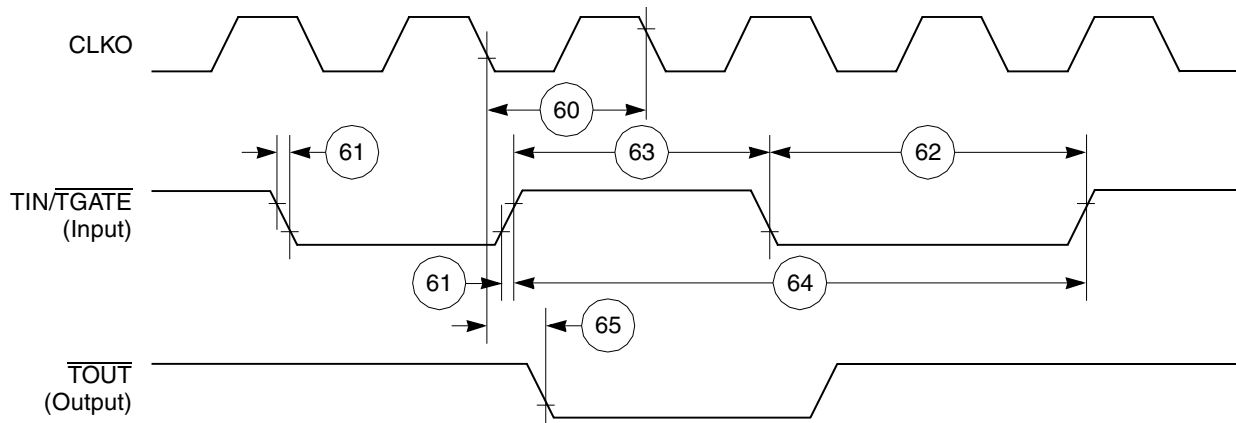 CLKO
60
61
63
62
TIN/TGATE
(Input)
61
64
65
TOUT
(Output)